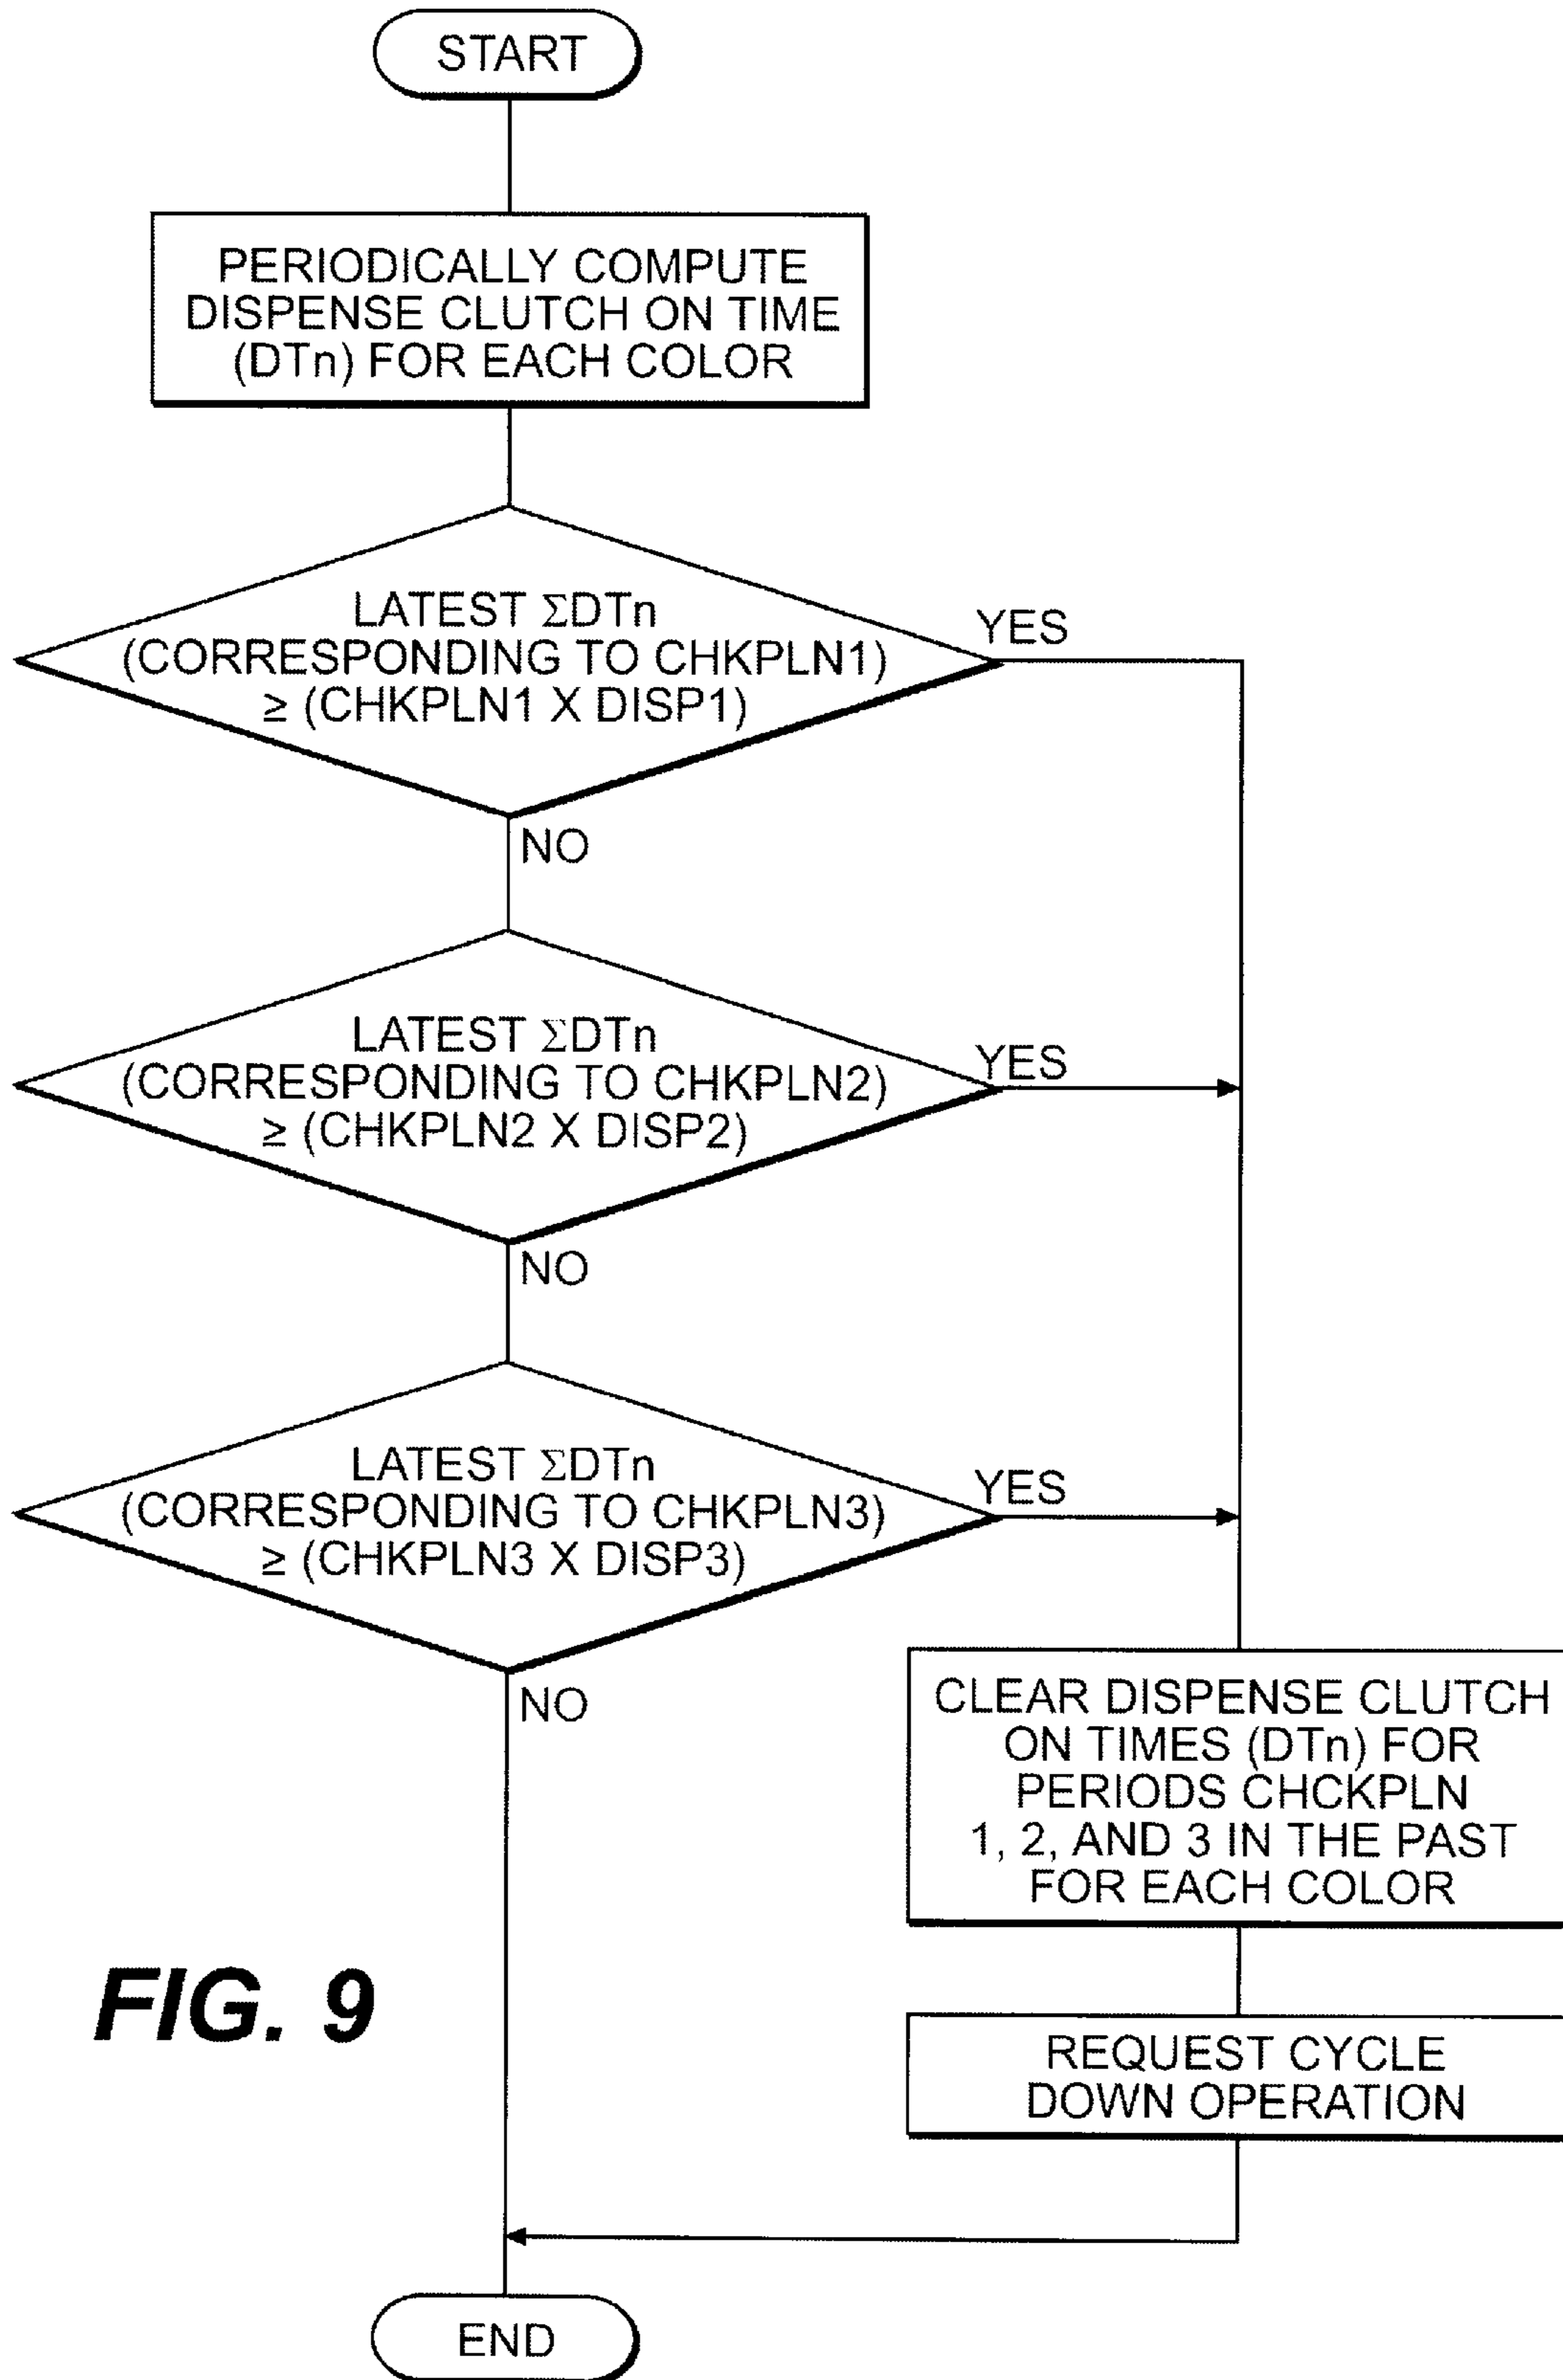 START
PERIODICALLY COMPUTE
DISPENSE CLUTCH ON TIME
(DTn) FOR EACH COLOR
LATEST ΣDTn
(CORRESPONDING TO CHKPLN1)
≥ (CHKPLN1 X DISP1)
YES
NO
LATEST ΣDTn
(CORRESPONDING TO CHKPLN2)
≥ (CHKPLN2 X DISP2)
YES
NO
LATEST ΣDTn
(CORRESPONDING TO CHKPLN3)
≥ (CHKPLN3 X DISP3)
YES
NO
CLEAR DISPENSE CLUTCH
ON TIMES (DTn) FOR
PERIODS CHCKPLN
1, 2, AND 3 IN THE PAST
FOR EACH COLOR
REQUEST CYCLE
DOWN OPERATION
FIG. 9
END